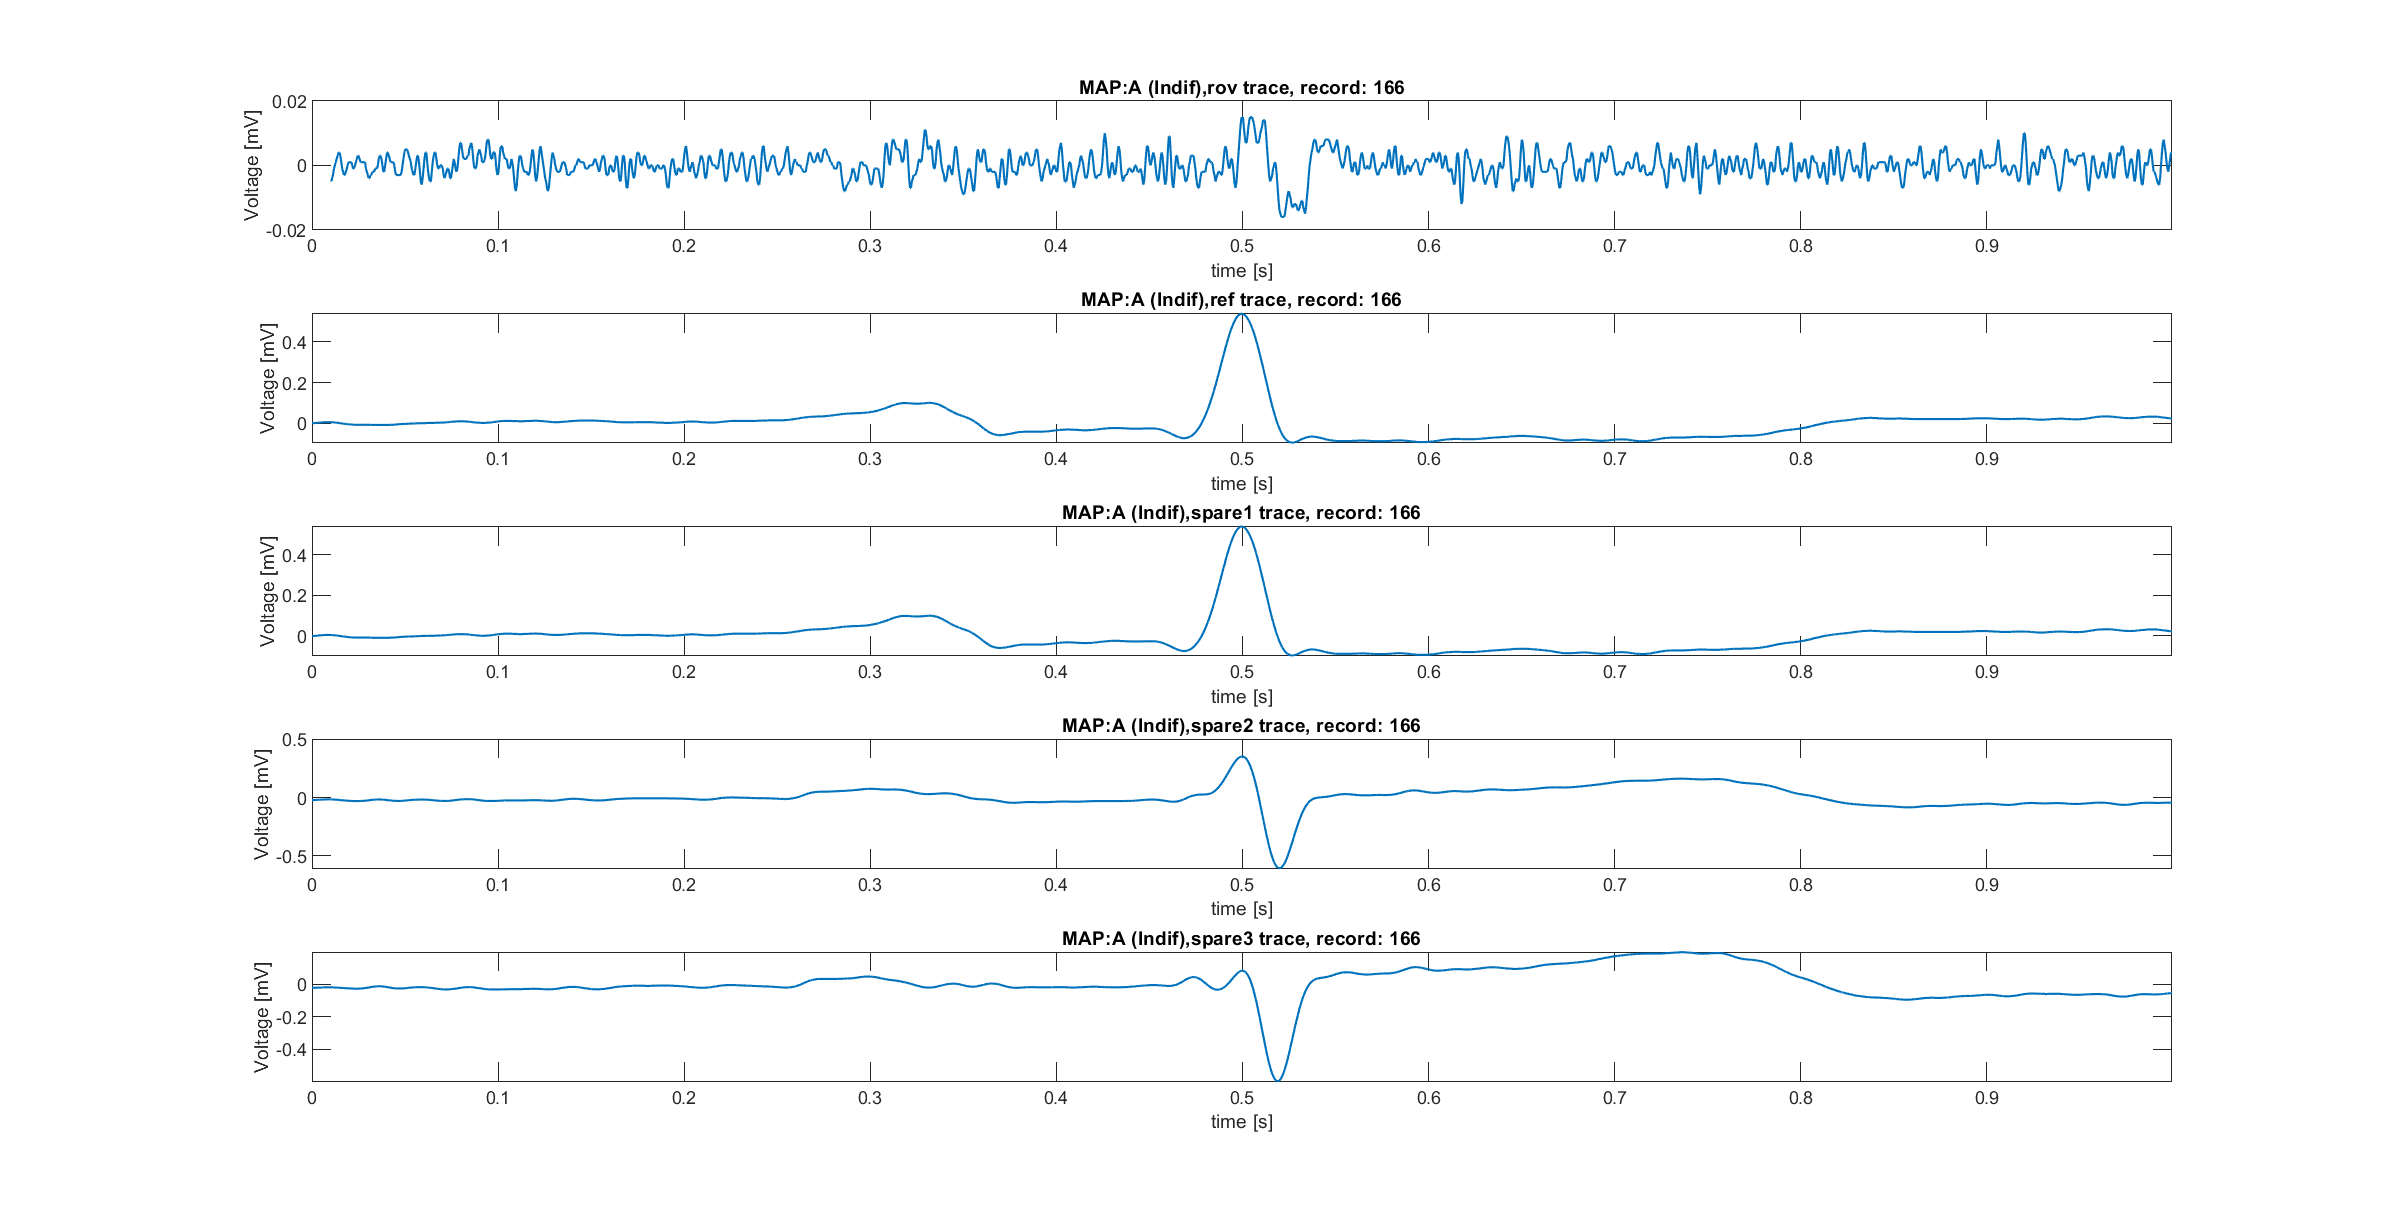 MAP:A (Indif),rov trace, record: 166
Voltage [mV]
0.02
0
-0.02
0 0.1 0.2 0.3 0.4 0.5 0.6 0.7 0.8 0.9
time [s]
MAP:A (Indif),ref trace, record: 166
Voltage [mV]
0.4
0.2
0
0 0.1 0.2 0.3 0.4 0.5 0.6 0.7 0.8 0.9
time [s]
MAP:A (Indif),spare1 trace, record: 166
Voltage [mV]
0.4
0.2
0
0 0.1 0.2 0.3 0.4 0.5 0.6 0.7 0.8 0.9
time [s]
MAP:A (Indif),spare2 trace, record: 166
Voltage [mV]
0.5
0
-0.5
0 0.1 0.2 0.3 0.4 0.5 0.6 0.7 0.8 0.9
time [s]
MAP:A (Indif),spare3 trace, record: 166
Voltage [mV]
0
-0.2
-0.4
0 0.1 0.2 0.3 0.4 0.5 0.6 0.7 0.8 0.9
time [s]